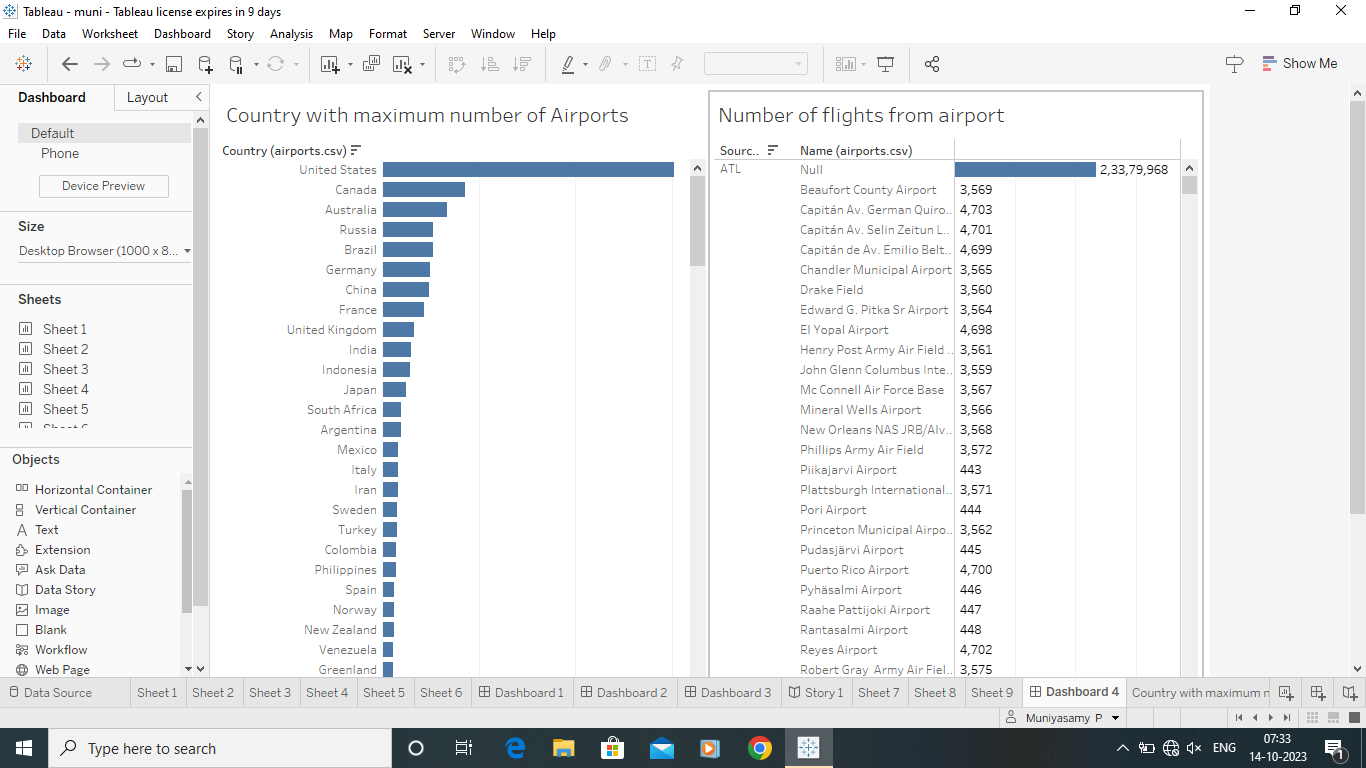 Tableau - muni - Tableau license expires in 9 days
File Data Worksheet Dashboard Story Analysis Map Format Server Window Help
Show Me
Dashboard Layout
Default
Phone
Device Preview
Size
Desktop Browser (1000 x 8...
Sheets
Sheet 1
Sheet 2
Sheet 3
Sheet 4
Sheet 5
Objects
Horizontal Container
Vertical Container
Text
Extension
Ask Data
Data Story
Image
Blank
Workflow
Web Page
Country with maximum number of Airports
Country (airports.csv)
United States
Canada
Australia
Russia
Brazil
Germany
China
France
United Kingdom
India
Indonesia
Japan
South Africa
Argentina
Mexico
Italy
Iran
Sweden
Turkey
Colombia
Philippines
Spain
Norway
New Zealand
Venezuela
Greenland
Number of flights from airport
Sourc.. Name (airports.csv)
ATL Null 2,33,79,968
Beaufort County Airport 3,569
Capitán Av. German Quiro.. 4,703
Capitán Av. Selin Zeitun L.. 4,701
Capitán de Av. Emilio Belt.. 4,699
Chandler Municipal Airport 3,565
Drake Field 3,560
Edward G. Pitka Sr Airport 3,564
El Yopal Airport 4,698
Henry Post Army Air Field .. 3,561
John Glenn Columbus Inte.. 3,559
Mc Connell Air Force Base 3,567
Mineral Wells Airport 3,566
New Orleans NAS JRB/Alv.. 3,568
Phillips Army Air Field 3,572
Piikajarvi Airport 443
Plattsburgh International.. 3,571
Pori Airport 444
Princeton Municipal Airpo.. 3,562
Pudasjärvi Airport 445
Puerto Rico Airport 4,700
Pyhäsalmi Airport 446
Raahe Pattijoki Airport 447
Rantasalmi Airport 448
Reyes Airport 4,702
Robert Gray Army Air Fiel.. 3,575
Data Source Sheet 1 Sheet 2 Sheet 3 Sheet 4 Sheet 5 Sheet 6 Dashboard 1 Dashboard 2 Dashboard 3 Story 1 Sheet 7 Sheet 8 Sheet 9 Dashboard 4 Country with maximum n
Muniyasamy P
Type here to search
ENG
07:33
14-10-2023
1